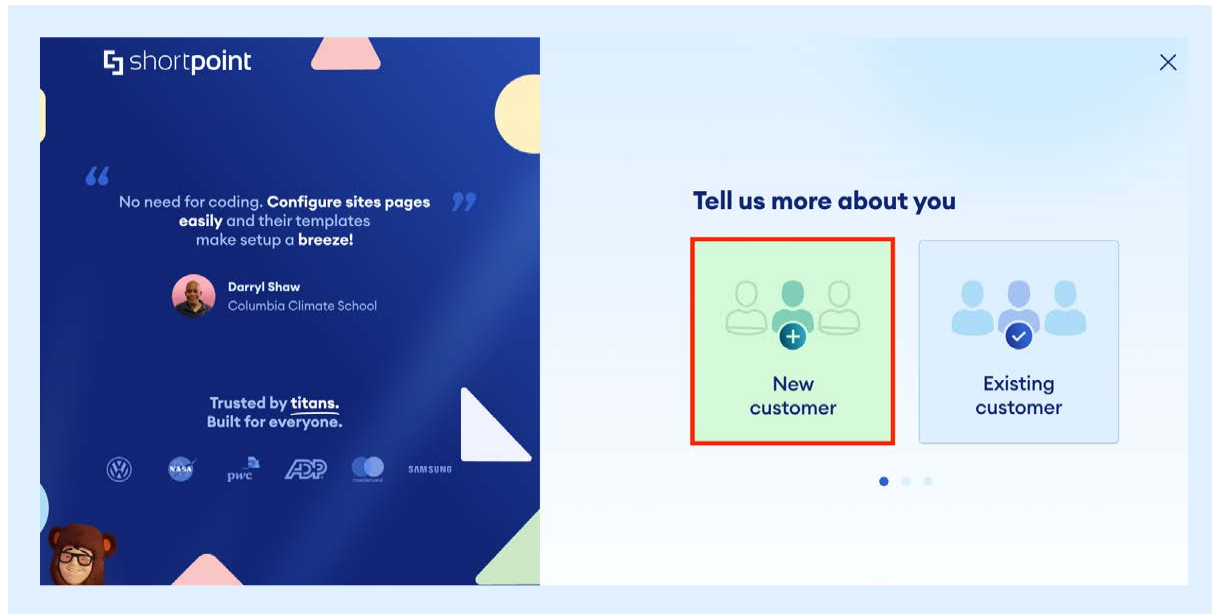 shortpoint
“
No need for coding. Configure sites pages
”
easily and their templates
make setup a breeze!
Darryl Shaw
Columbia Climate School
Trusted by titans.
Built for everyone.
NASA
pwc
ADP
mastercard
SAMSUNG
Tell us more about you
New
customer
Existing
customer